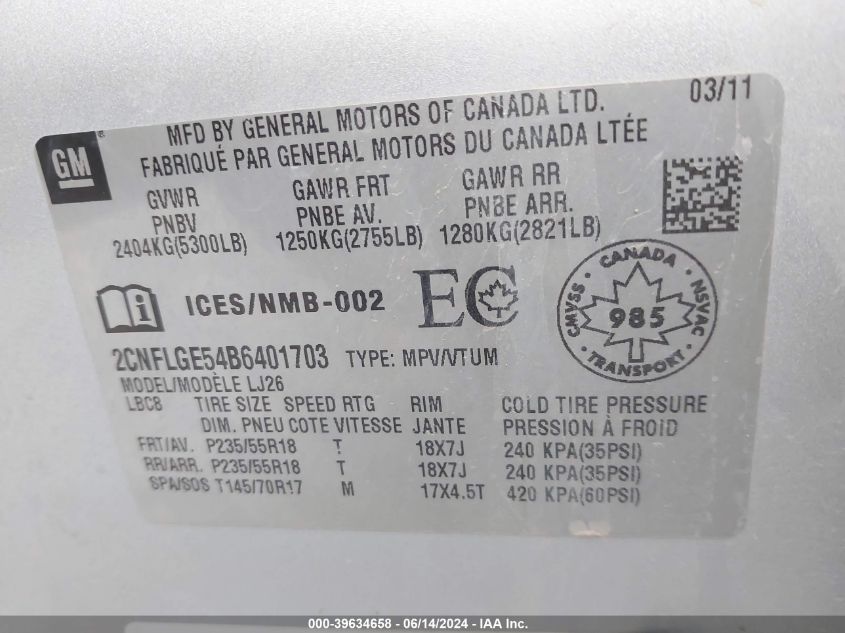 03/11
GM
MFD BY GENERAL MOTORS OF CANADA LTD.
FABRIQUÉ PAR GENERAL MOTORS DU CANADA LTÉE
GVWR GAWR FRT GAWR RR
PNBV PNBE AV. PNBE ARR.
2404KG(5300LB) 1250KG(2755LB) 1280KG(2821LB)
i ICES/NMB-002 EC
CANADA
CMVSS 985 NSVAC
TRANSPORT
2CNFLGE54B6401703 TYPE: MPV/VTUM
MODEL/MODÈLE LJ26
LBC8 TIRE SIZE SPEED RTG RIM COLD TIRE PRESSURE
DIM. PNEU COTE VITESSE JANTE PRESSION À FROID
FRT/AV. P235/55R18 T 18X7J 240 KPA(35PSI)
RR/ARR. P235/55R18 T 18X7J 240 KPA(35PSI)
SPA/SOS T145/70R17 M 17X4.5T 420 KPA(60PSI)
000-39634658 - 06/14/2024 - IAA Inc.